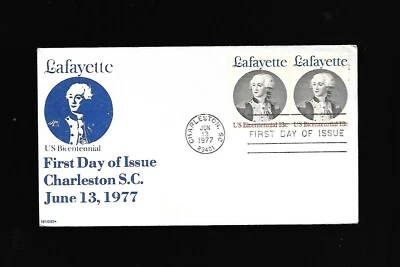 Lafayette
US Bicentennial
First Day of Issue
Charleston S.C.
June 13, 1977
CHARLESTON, SC
JUN
13
1977
29401
Lafayette
US Bicentennial 13c
Lafayette
US Bicentennial 13c
FIRST DAY OF ISSUE